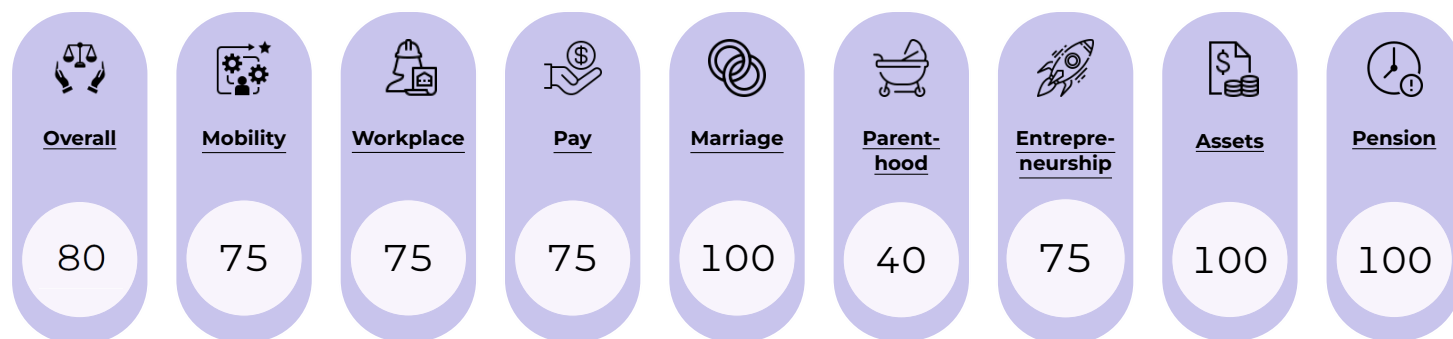 Overall
80
Mobility
75
Workplace
75
$
Pay
75
Marriage
100
Parent-
hood
40
Entrepre-
neurship
75
$
Assets
100
!
Pension
100